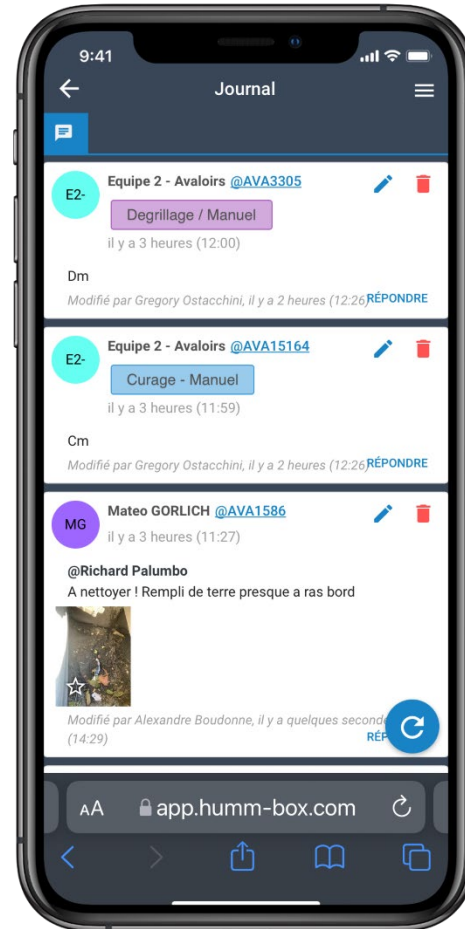 9:41
Journal
E2-
Equipe 2 - Avaloirs @AVA3305
Degrillage / Manuel
il y a 3 heures (12:00)
Dm
Modifié par Gregory Ostacchini, il y a 2 heures (12:26)
RÉPONDRE
E2-
Equipe 2 - Avaloirs @AVA15164
Curage - Manuel
il y a 3 heures (11:59)
Cm
Modifié par Gregory Ostacchini, il y a 2 heures (12:26)
RÉPONDRE
MG
Mateo GORLICH @AVA1586
il y a 3 heures (11:27)
@Richard Palumbo
A nettoyer ! Rempli de terre presque a ras bord
Modifié par Alexandre Boudonne, il y a quelques
(14:29)
AA app.humm-box.com